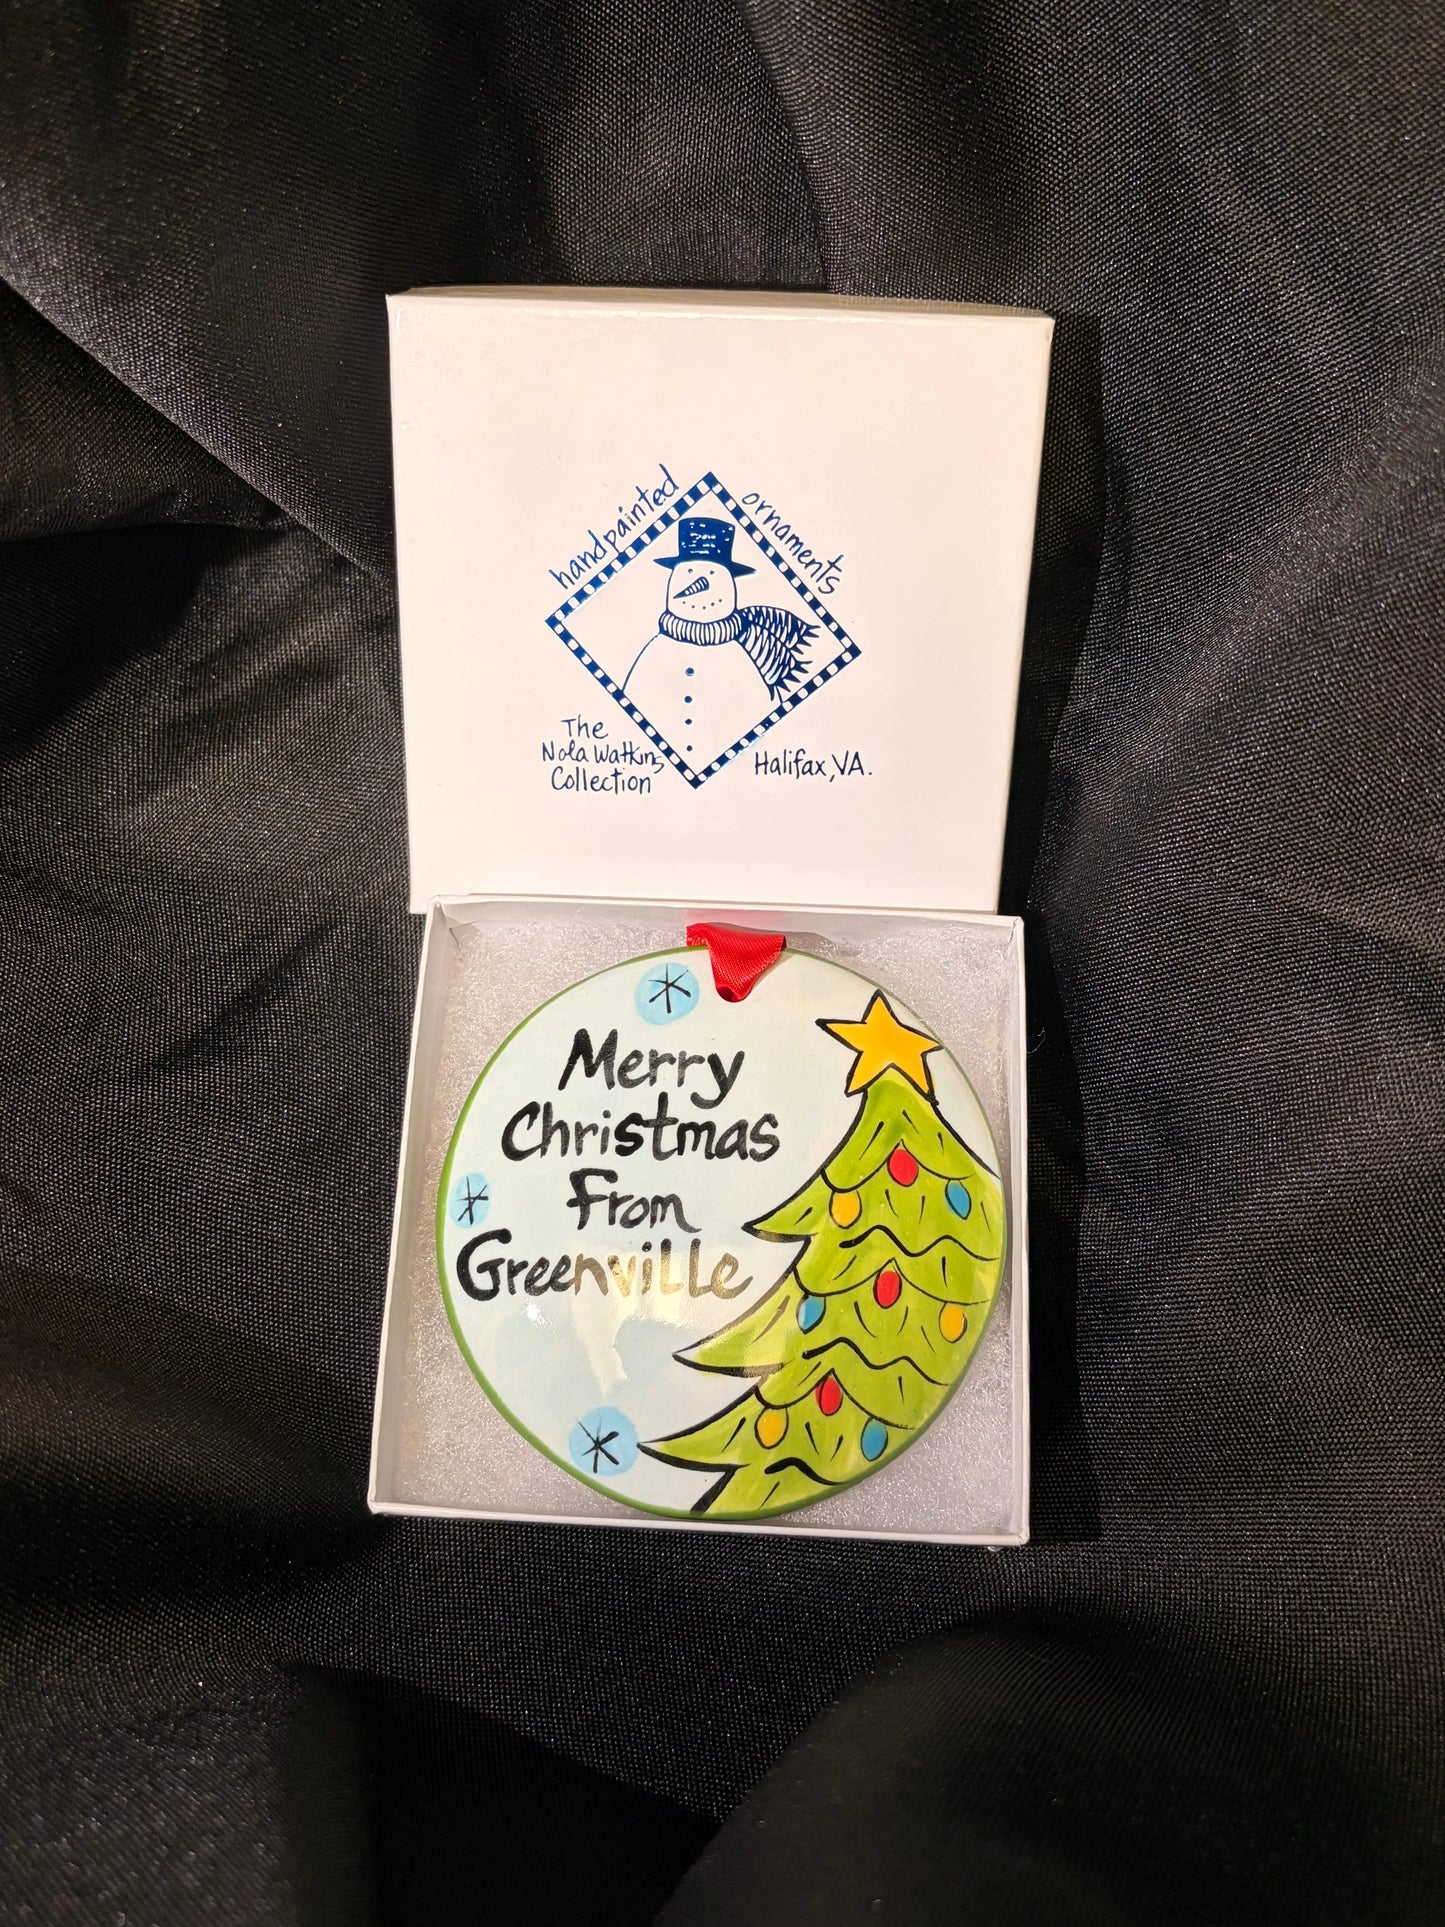 handpainted ornaments
The
Nola Watkins
Collection
Halifax, VA.
Merry
Christmas
From
Greenville